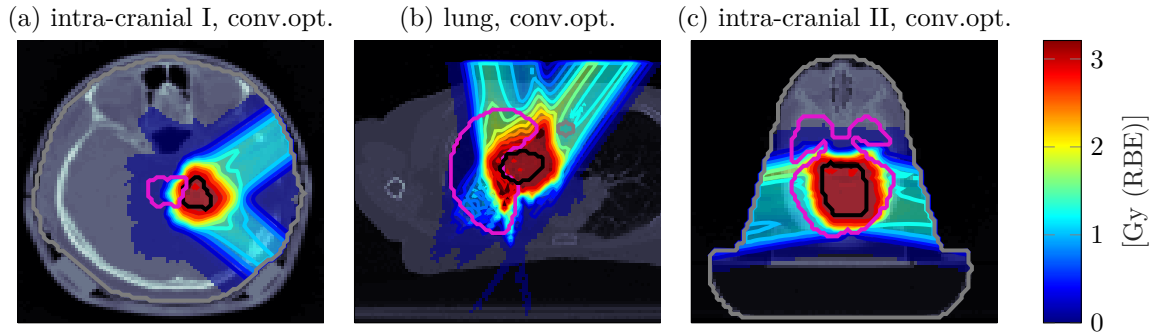 (a) intra-cranial I, conv.opt.
(b) lung, conv.opt.
(c) intra-cranial II, conv.opt.
3
2
1
0
[Gy (RBE)]